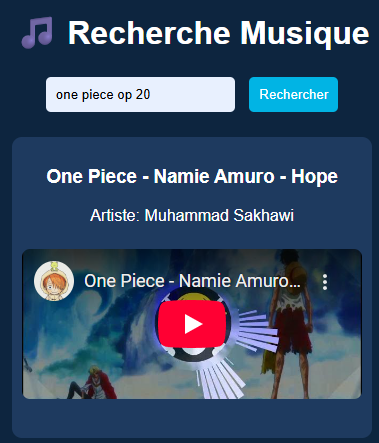 🎵 Recherche Musique
one piece op 20
Rechercher
One Piece - Namie Amuro - Hope
Artiste: Muhammad Sakhawi
One Piece - Namie Amuro...